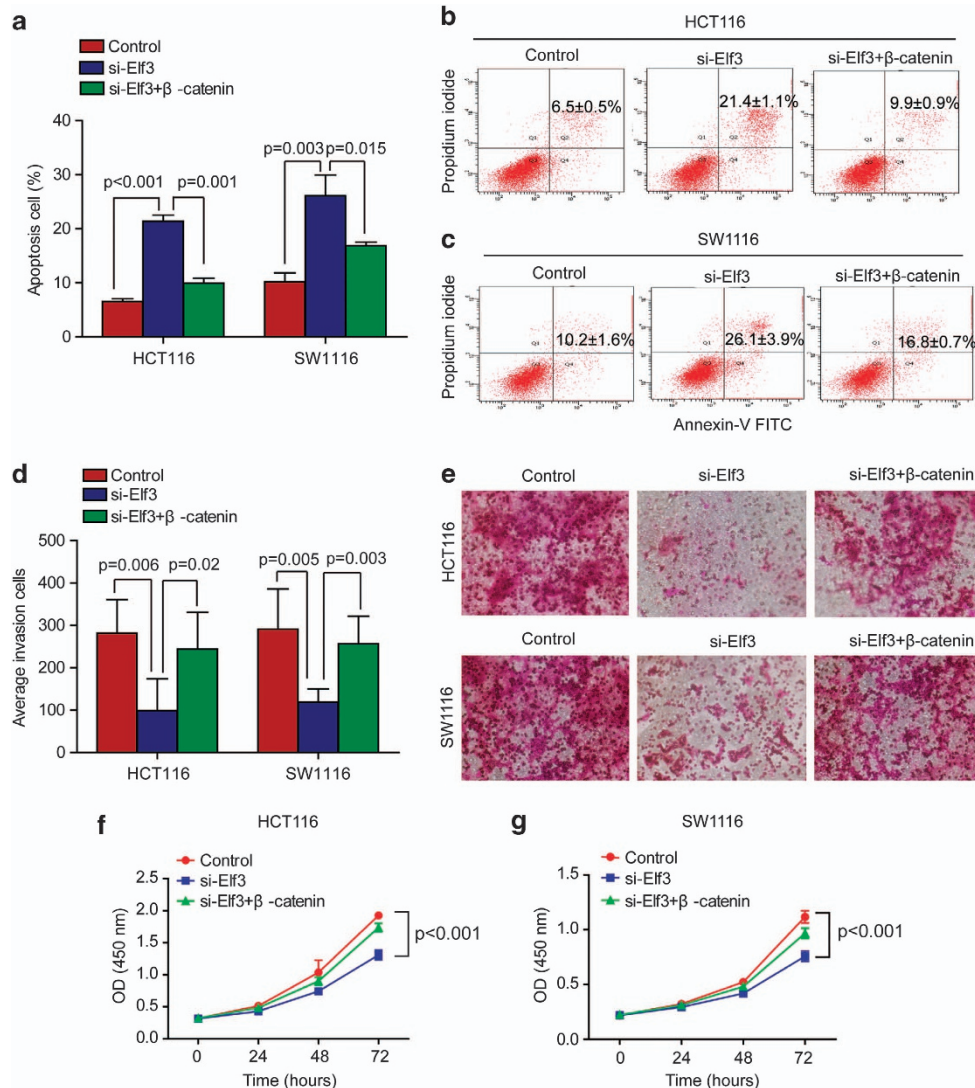 a
Control
si-Elf3
si-Elf3+β -catenin
Apoptosis cell (%)
40
30
20
10
0
p<0.001
p=0.001
p=0.003
p=0.015
HCT116
SW1116
b
HCT116
Control
si-Elf3
si-Elf3+β-catenin
Propidium iodide
6.5±0.5%
21.4±1.1%
9.9±0.9%
Q1
Q2
Q4
c
SW1116
Control
si-Elf3
si-Elf3+β-catenin
Propidium iodide
10.2±1.6%
26.1±3.9%
16.8±0.7%
Q1
Q4
Annexin-V FITC
d
Control
si-Elf3
si-Elf3+β -catenin
Average invasion cells
500
400
300
200
100
0
p=0.006
p=0.02
p=0.005
p=0.003
HCT116
SW1116
e
Control
si-Elf3
si-Elf3+β-catenin
HCT116
Control
si-Elf3
si-Elf3+β-catenin
SW1116
f
HCT116
Control
si-Elf3
si-Elf3+β -catenin
OD (450 nm)
2.5
2.0
1.5
1.0
0.5
0.0
p<0.001
0 24 48 72
Time (hours)
g
SW1116
Control
si-Elf3
si-Elf3+β -catenin
OD (450 nm)
1.5
1.0
0.5
0.0
p<0.001
0 24 48 72
Time (hours)